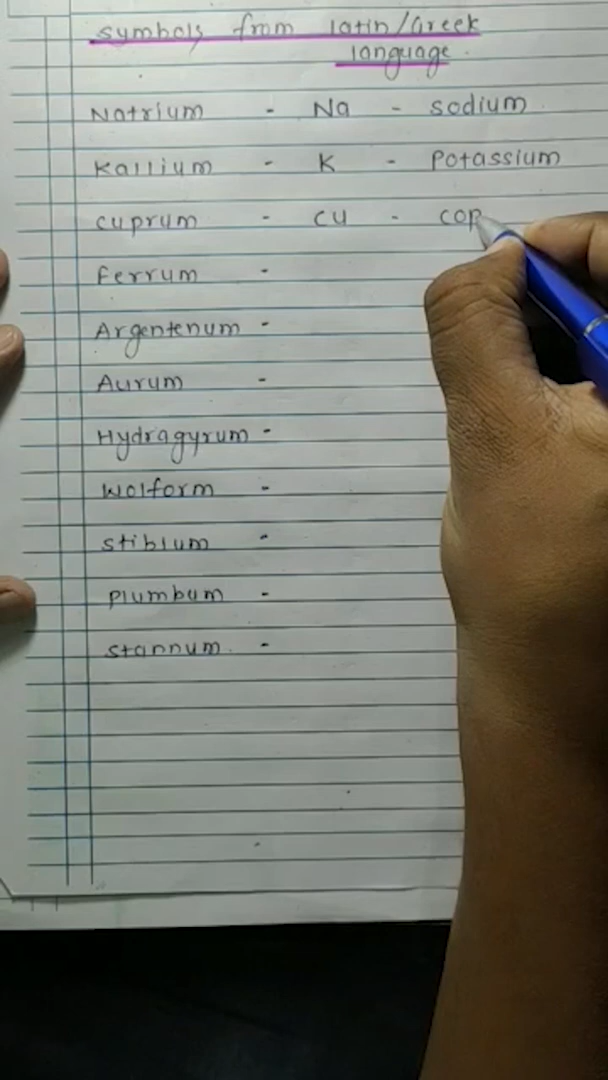 symbols from latin/Greek
language.
Natrium - Na - sodium
Kallium - K - Potassium
cuprum - cu - cop
Ferrum -
Argentenum -
Aurum -
Hydragyrum -
Wolform -
Stibium -
Plumbum -
Stannum. -